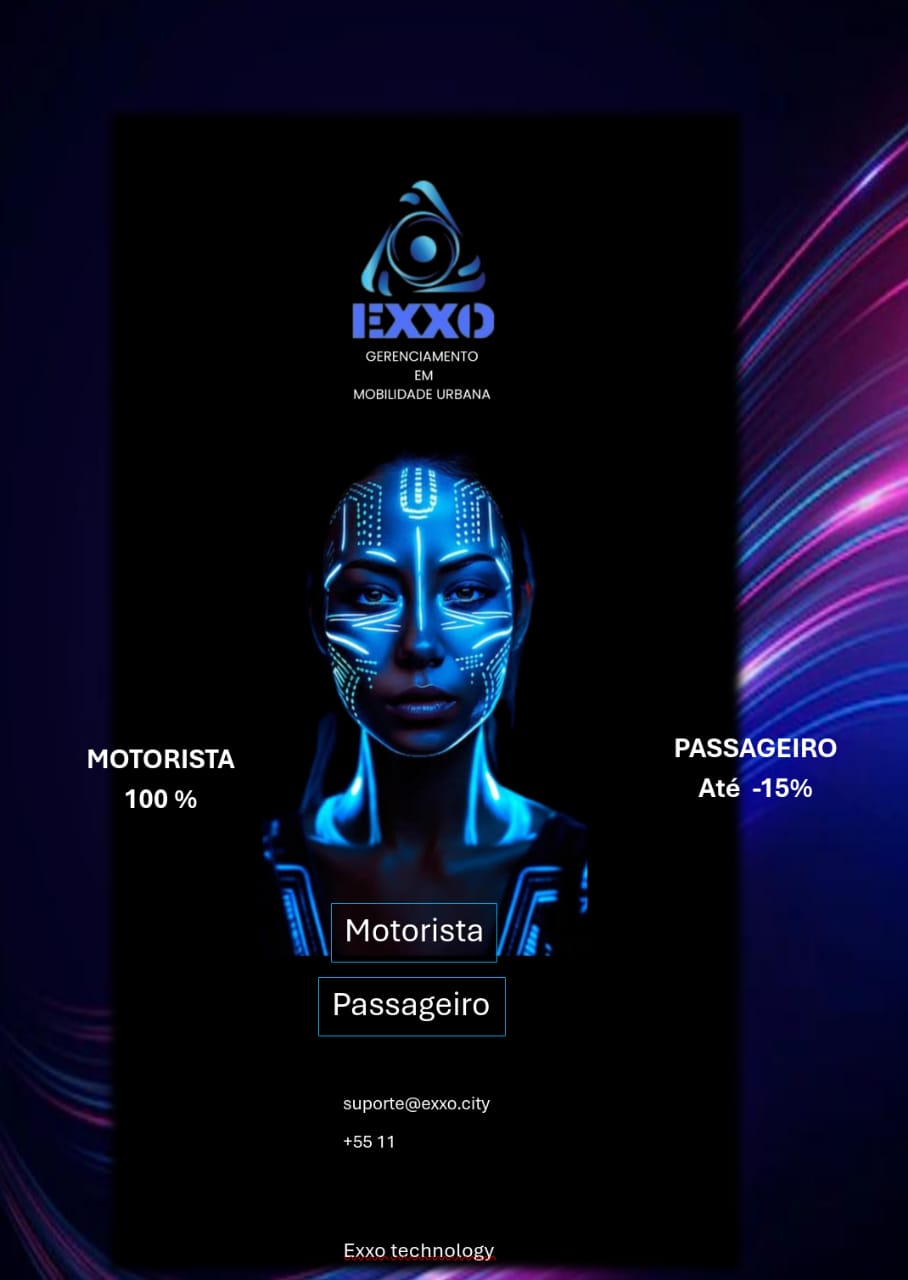 EXXO
GERENCIAMENTO
EM
MOBILIDADE URBANA
MOTORISTA
100 %
PASSAGEIRO
Até -15%
Motorista
Passageiro
suporte@exxo.city
+55 11
Exxo technology